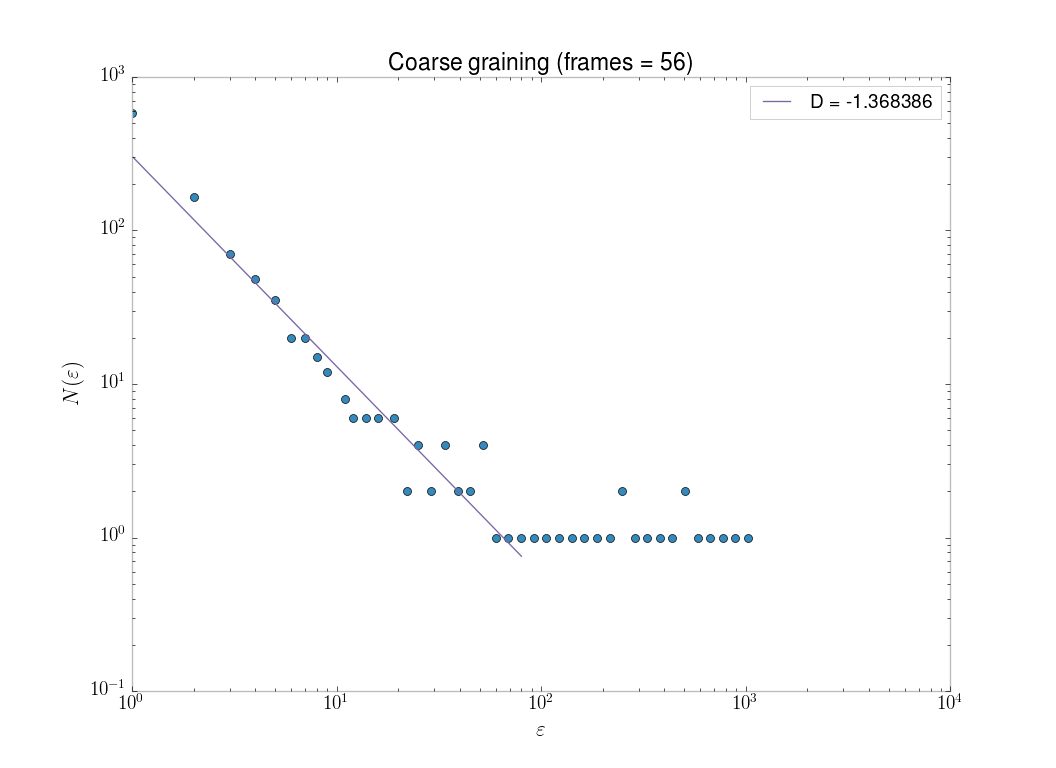 Coarse graining (frames = 56)
D = -1.368386
10³
10²
10¹
10⁰
10⁻¹
N(ε)
10⁰ 10¹ 10² 10³ 10⁴
ε